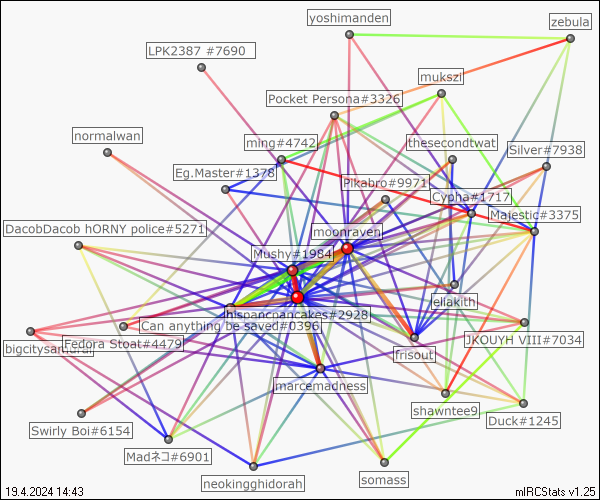 yoshimanden
zebula
LPK2387 #7690
mukszi
Pocket Persona#3326
normalwan
ming#4742
thesecondtwat
Silver#7938
Eg.Master#1378
Pikabro#9971
Cypha#1717
Majestic#3375
DacobDacob hORNY police#5271
moonraven
Mushy#1984
ellakith
hispancpancakes#2928
Can anything be saved#0396
bigcitysamurai
Fedora Stoat#4479
frisout
JKOUYH VIII#7034
marcemadness
shawntee9
Duck#1245
Swirly Boi#6154
Madネコ#6901
neokingghidorah
somass
19.4.2024 14:43
mIRCStats v1.25